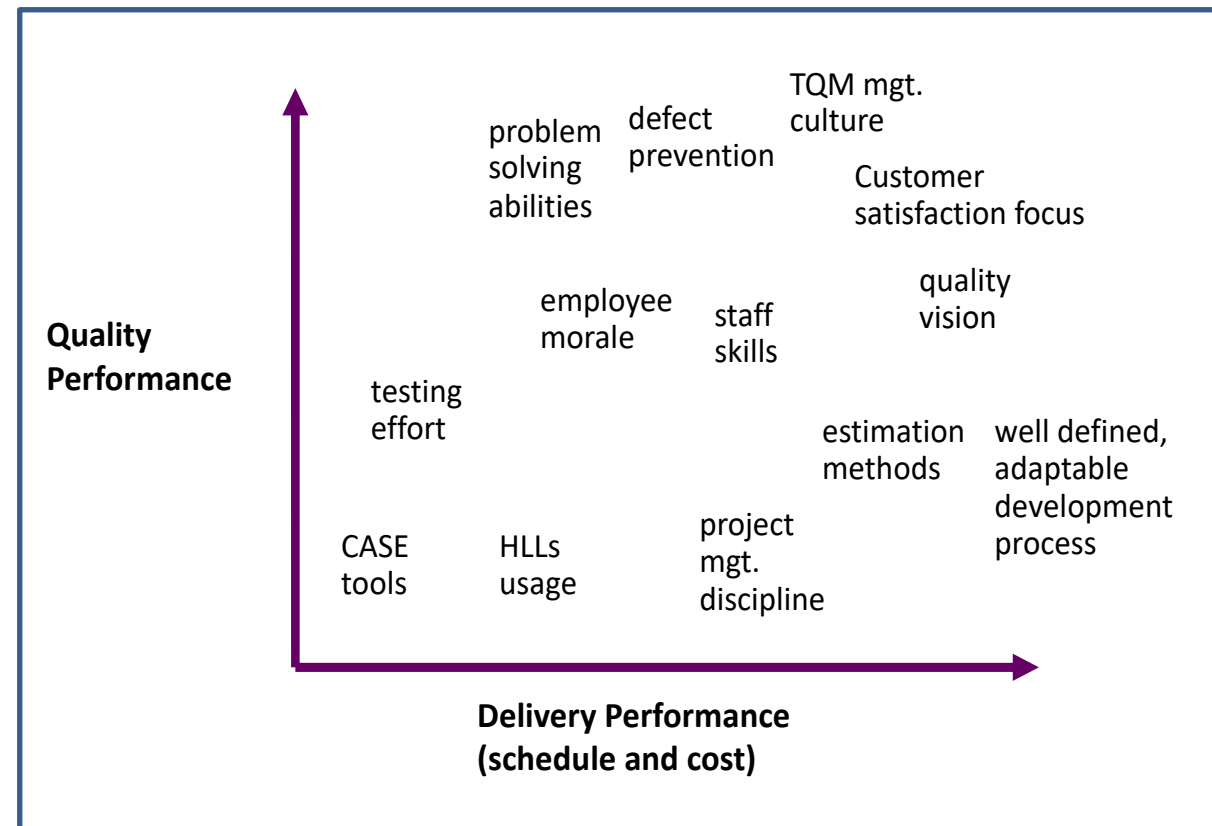 TQM mgt.
culture
problem
solving
abilities
defect
prevention
Customer
satisfaction focus
quality
vision
employee
morale
staff
skills
Quality
Performance
testing
effort
estimation
methods
well defined,
adaptable
development
process
project
mgt.
discipline
CASE
tools
HLLs
usage
Delivery Performance
(schedule and cost)